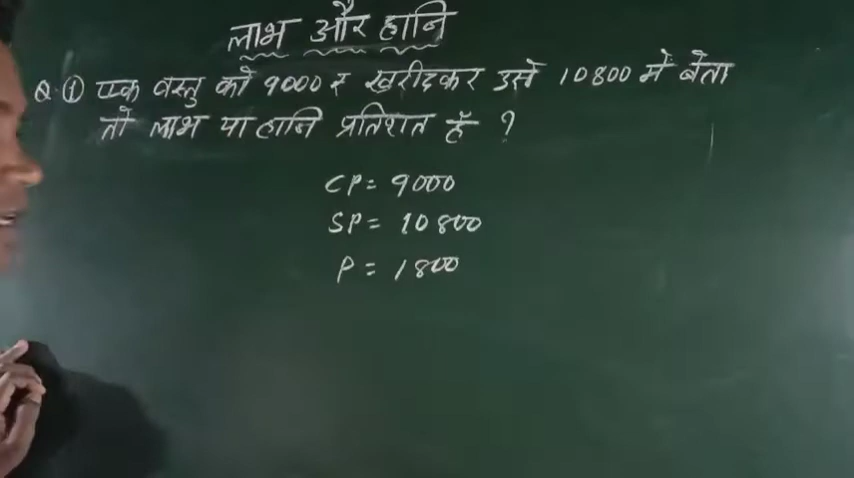 लाभ और हानि
Q. ① एक वस्तु को 9000 ₹ खरीदकर उसे 10800 में बेचा
तो लाभ या हानि प्रतिशत है ?
CP = 9000
SP = 10800
P = 1800